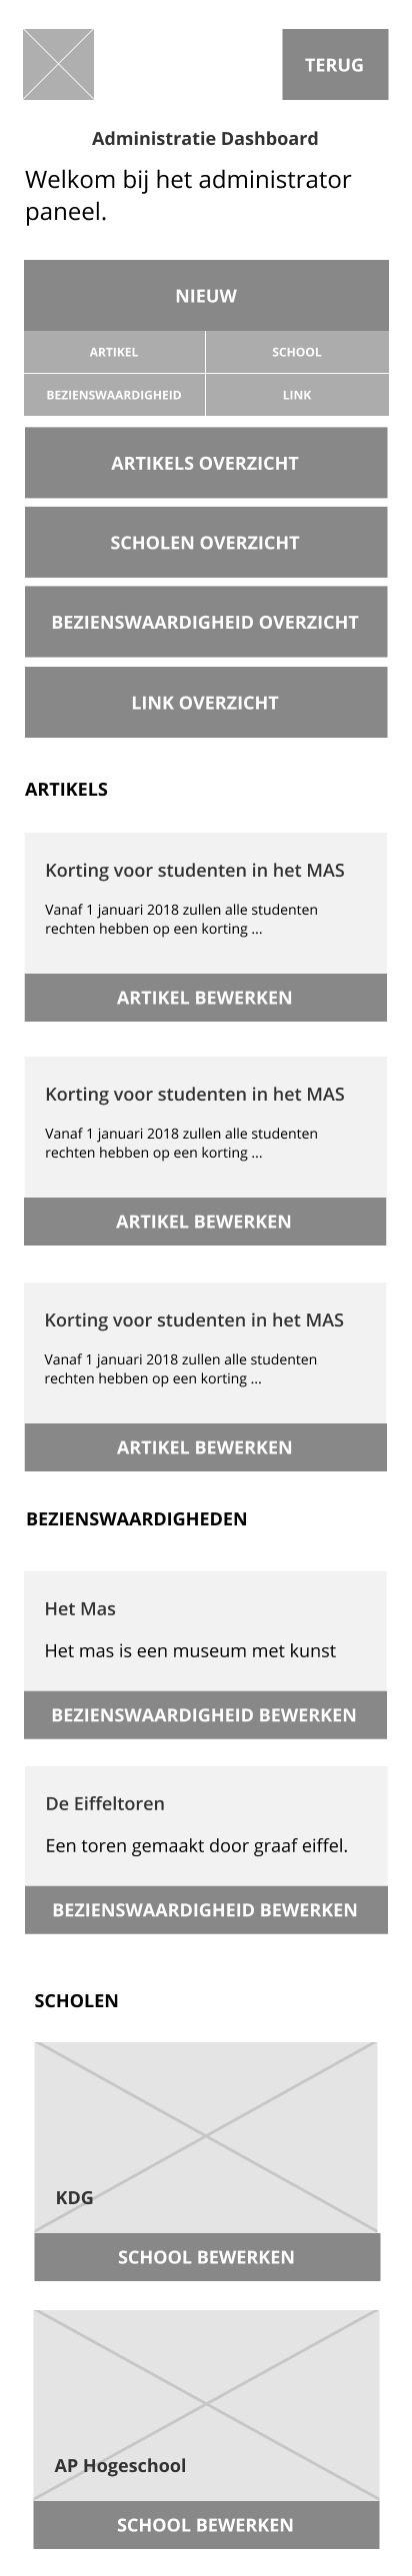 TERUG
Administratie Dashboard
Welkom bij het administrator
paneel.
NIEUW
ARTIKEL
SCHOOL
BEZIENSWAARDIGHEID
LINK
ARTIKELS OVERZICHT
SCHOLEN OVERZICHT
BEZIENSWAARDIGHEID OVERZICHT
LINK OVERZICHT
ARTIKELS
Korting voor studenten in het MAS
Vanaf 1 januari 2018 zullen alle studenten
rechten hebben op een korting ...
ARTIKEL BEWERKEN
Korting voor studenten in het MAS
Vanaf 1 januari 2018 zullen alle studenten
rechten hebben op een korting ...
ARTIKEL BEWERKEN
Korting voor studenten in het MAS
Vanaf 1 januari 2018 zullen alle studenten
rechten hebben op een korting ...
ARTIKEL BEWERKEN
BEZIENSWAARDIGHEDEN
Het Mas
Het mas is een museum met kunst
BEZIENSWAARDIGHEID BEWERKEN
De Eiffeltoren
Een toren gemaakt door graaf eiffel.
BEZIENSWAARDIGHEID BEWERKEN
SCHOLEN
KDG
SCHOOL BEWERKEN
AP Hogeschool
SCHOOL BEWERKEN